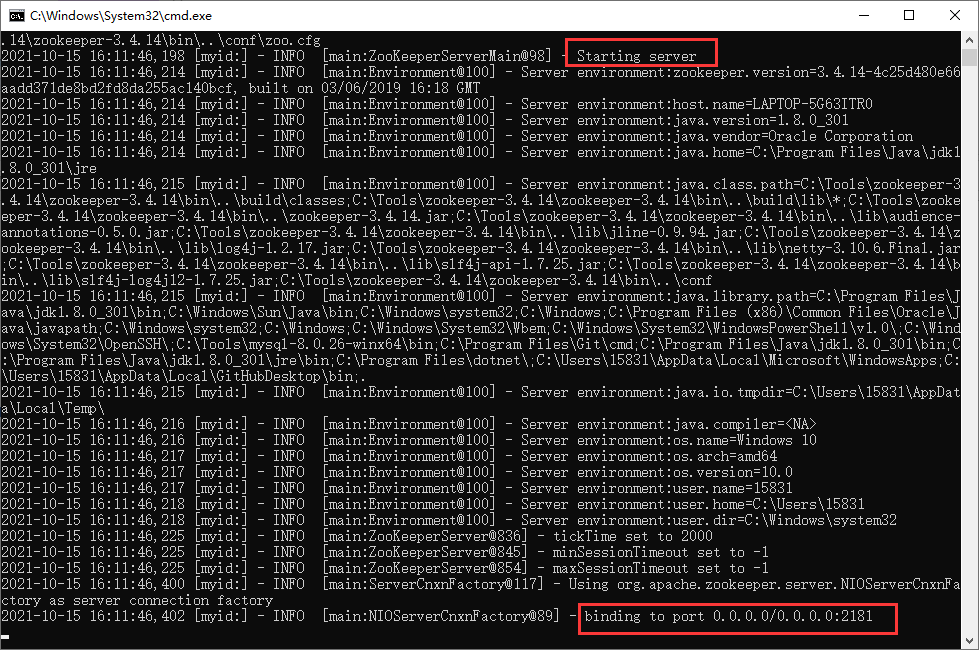 C:\Windows\System32\cmd.exe
.14\zookeeper-3.4.14\bin\..\conf\zoo.cfg
2021-10-15 16:11:46,198 [myid:] - INFO  [main:ZooKeeperServerMain@98] - Starting server
2021-10-15 16:11:46,214 [myid:] - INFO  [main:Environment@100] - Server environment:zookeeper.version=3.4.14-4c25d480e66
aadd371de8bd2fd8da255ac140bcf, built on 03/06/2019 16:18 GMT
2021-10-15 16:11:46,214 [myid:] - INFO  [main:Environment@100] - Server environment:host.name=LAPTOP-5G63ITR0
2021-10-15 16:11:46,214 [myid:] - INFO  [main:Environment@100] - Server environment:java.version=1.8.0_301
2021-10-15 16:11:46,214 [myid:] - INFO  [main:Environment@100] - Server environment:java.vendor=Oracle Corporation
2021-10-15 16:11:46,214 [myid:] - INFO  [main:Environment@100] - Server environment:java.home=C:\Program Files\Java\jdk1
.8.0_301\jre
2021-10-15 16:11:46,215 [myid:] - INFO  [main:Environment@100] - Server environment:java.class.path=C:\Tools\zookeeper-3
.4.14\zookeeper-3.4.14\bin\..\build\classes;C:\Tools\zookeeper-3.4.14\zookeeper-3.4.14\bin\..\build\lib\*;C:\Tools\zooke
eper-3.4.14\zookeeper-3.4.14\bin\..\zookeeper-3.4.14.jar;C:\Tools\zookeeper-3.4.14\zookeeper-3.4.14\bin\..\lib\audience-
annotations-0.5.0.jar;C:\Tools\zookeeper-3.4.14\zookeeper-3.4.14\bin\..\lib\jline-0.9.94.jar;C:\Tools\zookeeper-3.4.14\z
ookeeper-3.4.14\bin\..\lib\log4j-1.2.17.jar;C:\Tools\zookeeper-3.4.14\zookeeper-3.4.14\bin\..\lib\netty-3.10.6.Final.jar
;C:\Tools\zookeeper-3.4.14\zookeeper-3.4.14\bin\..\lib\slf4j-api-1.7.25.jar;C:\Tools\zookeeper-3.4.14\zookeeper-3.4.14\b
in\..\lib\slf4j-log4j12-1.7.25.jar;C:\Tools\zookeeper-3.4.14\zookeeper-3.4.14\bin\..\conf
2021-10-15 16:11:46,215 [myid:] - INFO  [main:Environment@100] - Server environment:java.library.path=C:\Program Files\J
ava\jdk1.8.0_301\bin;C:\Windows\Sun\Java\bin;C:\Windows\system32;C:\Windows;C:\Program Files (x86)\Common Files\Oracle\J
ava\javapath;C:\Windows\system32;C:\Windows;C:\Windows\System32\Wbem;C:\Windows\System32\WindowsPowerShell\v1.0\;C:\Wind
ows\System32\OpenSSH\;C:\Tools\mysql-8.0.26-winx64\bin;C:\Program Files\Git\cmd;C:\Program Files\Java\jdk1.8.0_301\bin;C
:\Program Files\Java\jdk1.8.0_301\jre\bin;C:\Program Files\dotnet\;C:\Users\15831\AppData\Local\Microsoft\WindowsApps;C:
\Users\15831\AppData\Local\GitHubDesktop\bin;.
2021-10-15 16:11:46,215 [myid:] - INFO  [main:Environment@100] - Server environment:java.io.tmpdir=C:\Users\15831\AppDat
a\Local\Temp\
2021-10-15 16:11:46,216 [myid:] - INFO  [main:Environment@100] - Server environment:java.compiler=<NA>
2021-10-15 16:11:46,216 [myid:] - INFO  [main:Environment@100] - Server environment:os.name=Windows 10
2021-10-15 16:11:46,217 [myid:] - INFO  [main:Environment@100] - Server environment:os.arch=amd64
2021-10-15 16:11:46,217 [myid:] - INFO  [main:Environment@100] - Server environment:os.version=10.0
2021-10-15 16:11:46,217 [myid:] - INFO  [main:Environment@100] - Server environment:user.name=15831
2021-10-15 16:11:46,218 [myid:] - INFO  [main:Environment@100] - Server environment:user.home=C:\Users\15831
2021-10-15 16:11:46,218 [myid:] - INFO  [main:Environment@100] - Server environment:user.dir=C:\Windows\system32
2021-10-15 16:11:46,225 [myid:] - INFO  [main:ZooKeeperServer@836] - tickTime set to 2000
2021-10-15 16:11:46,225 [myid:] - INFO  [main:ZooKeeperServer@845] - minSessionTimeout set to -1
2021-10-15 16:11:46,225 [myid:] - INFO  [main:ZooKeeperServer@854] - maxSessionTimeout set to -1
2021-10-15 16:11:46,400 [myid:] - INFO  [main:ServerCnxnFactory@117] - Using org.apache.zookeeper.server.NIOServerCnxnFa
ctory as server connection factory
2021-10-15 16:11:46,402 [myid:] - INFO  [main:NIOServerCnxnFactory@89] - binding to port 0.0.0.0/0.0.0.0:2181